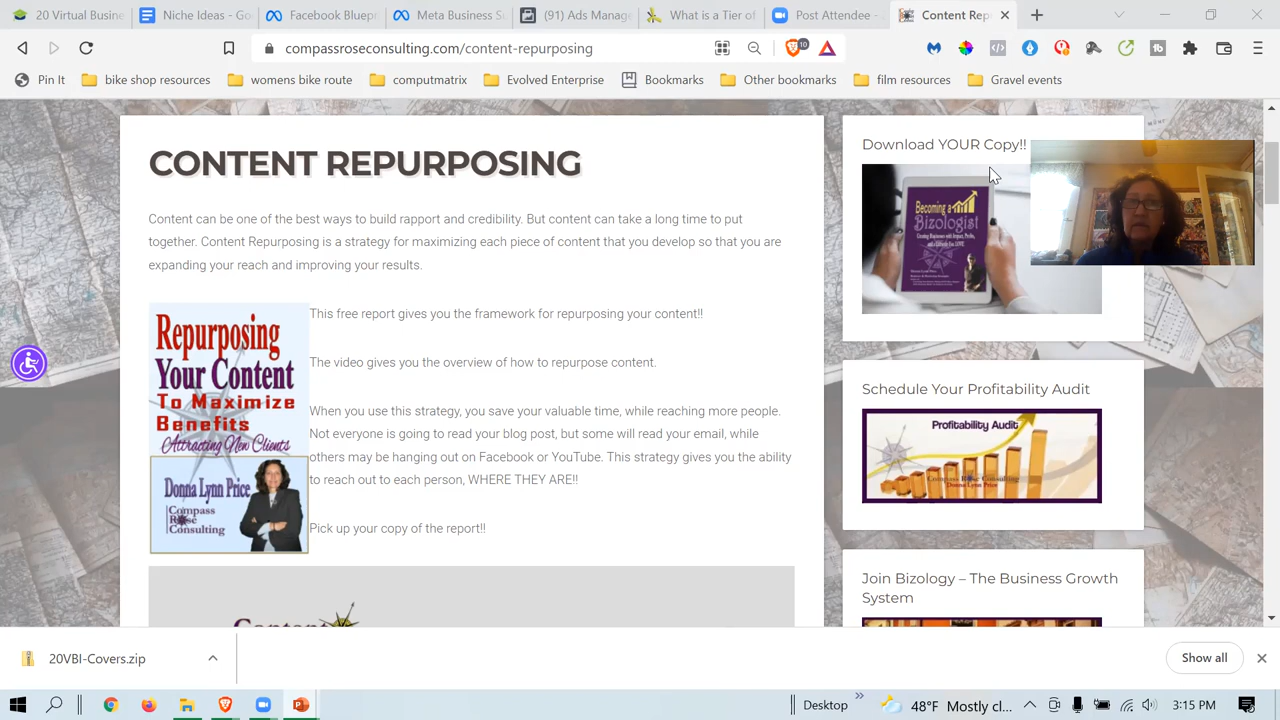 20 Virtual Busine
Niche Ideas - Go
Facebook Bluepr
Meta Business S
(91) Ads Manage
What is a Tier of
Post Attendee -
Content Rep
compassroseconsulting.com/content-repurposing
10
Pin It
bike shop resources
womens bike route
computmatrix
Evolved Enterprise
Bookmarks
Other bookmarks
film resources
Gravel events
CONTENT REPURPOSING
Content can be one of the best ways to build rapport and credibility. But content can take a long time to put
together. Content repurposing is a strategy for maximizing each piece of content that you develop so that you are
expanding your reach and improving your results.
Repurposing
Your Content
To Maximize
Benefits
Attracting New Clients
Donna Lynn Price
Compass
Rose
Consulting
This free report gives you the framework for repurposing your content!!
The video gives you the overview of how to repurpose content.
When you use this strategy, you save your valuable time, while reaching more people.
Not everyone is going to read your blog post, but some will read your email, while
others may be hanging out on Facebook or YouTube. This strategy gives you the ability
to reach out to each person, WHERE THEY ARE!!
Pick up your copy of the report!!
Content
Download YOUR Copy!!
Becoming a
Bizologist
Schedule Your Profitability Audit
Profitability Audit
Compass Rose Consulting
Donna Lynn Price
Join Bizology – The Business Growth
System
20VBI-Covers.zip
Show all
Desktop
48°F Mostly cl...
3:15 PM